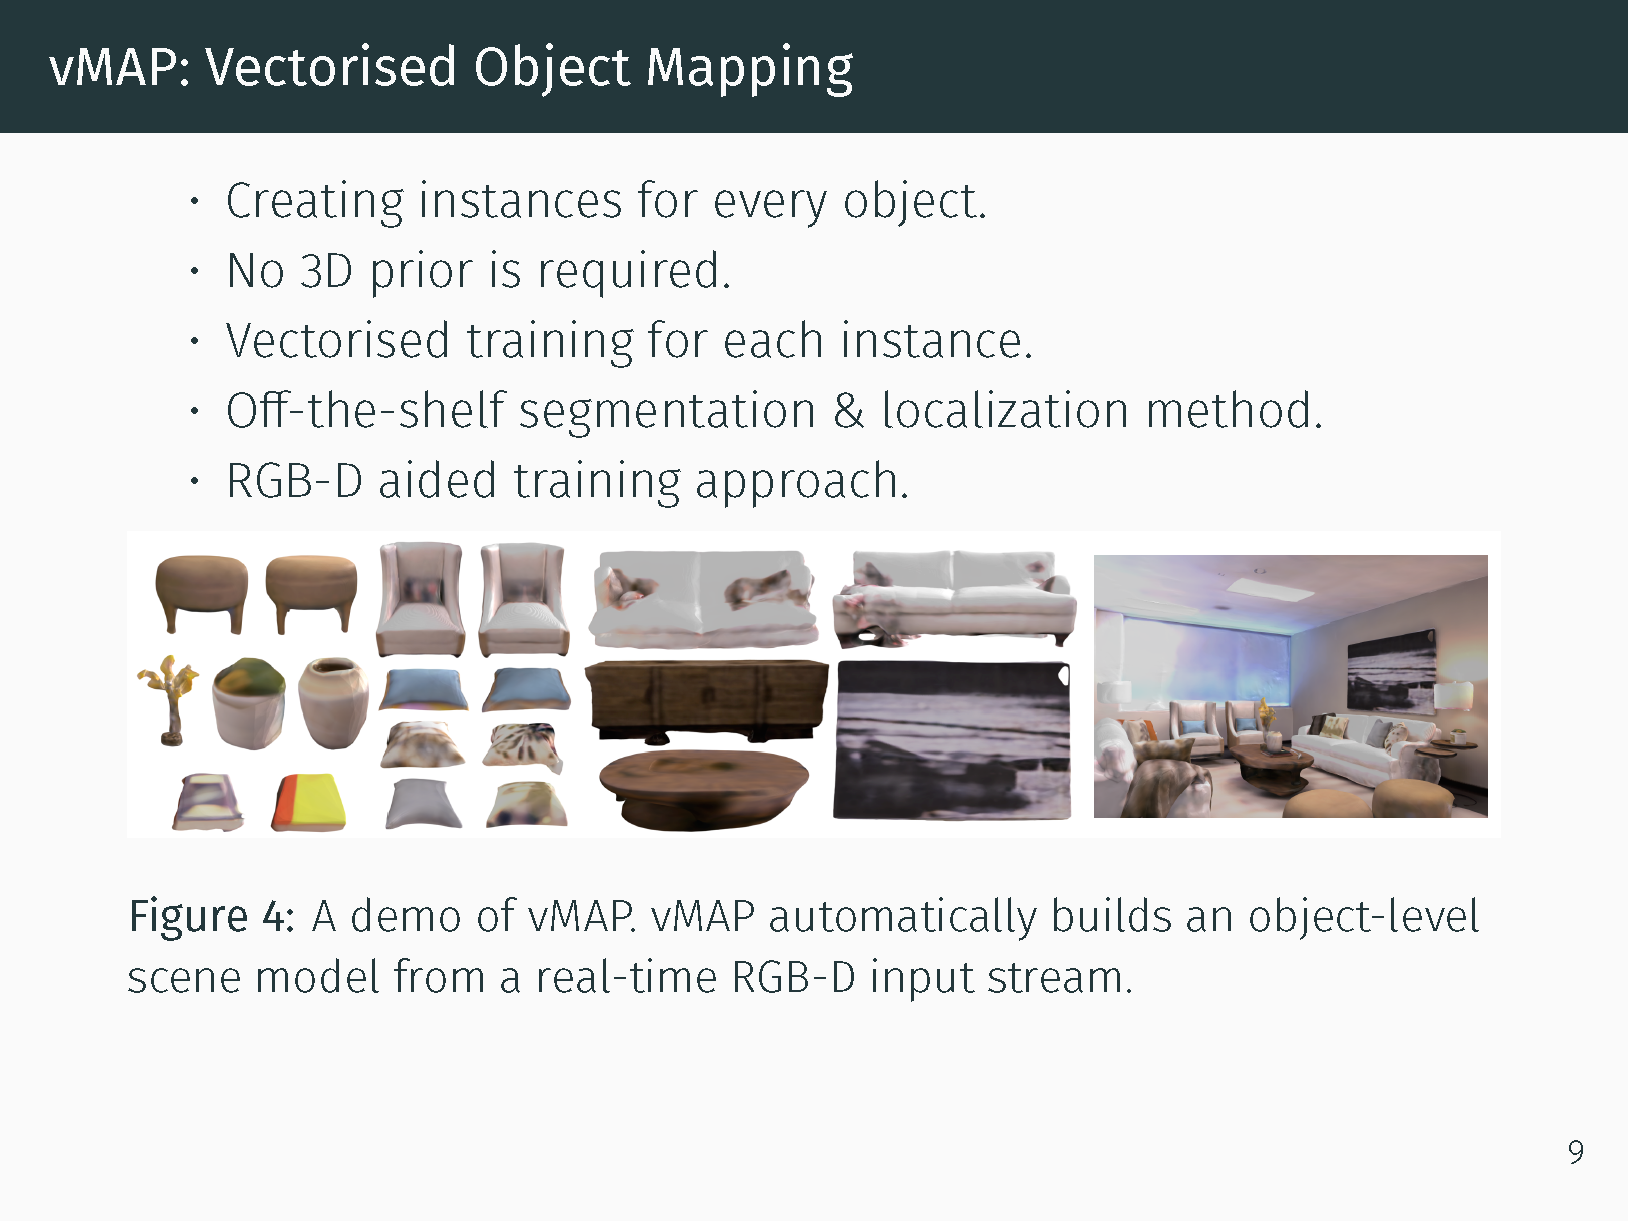 vMAP: Vectorised Object Mapping
• Creating instances for every object.
• No 3D prior is required.
• Vectorised training for each instance.
• Off-the-shelf segmentation & localization method.
• RGB-D aided training approach.
Figure 4: A demo of vMAP. vMAP automatically builds an object-level
scene model from a real-time RGB-D input stream.
9